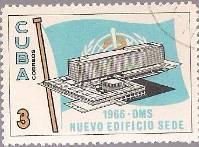 CUBA
CORREOS
3
1966-OMS
NUEVO EDIFICIO SEDE